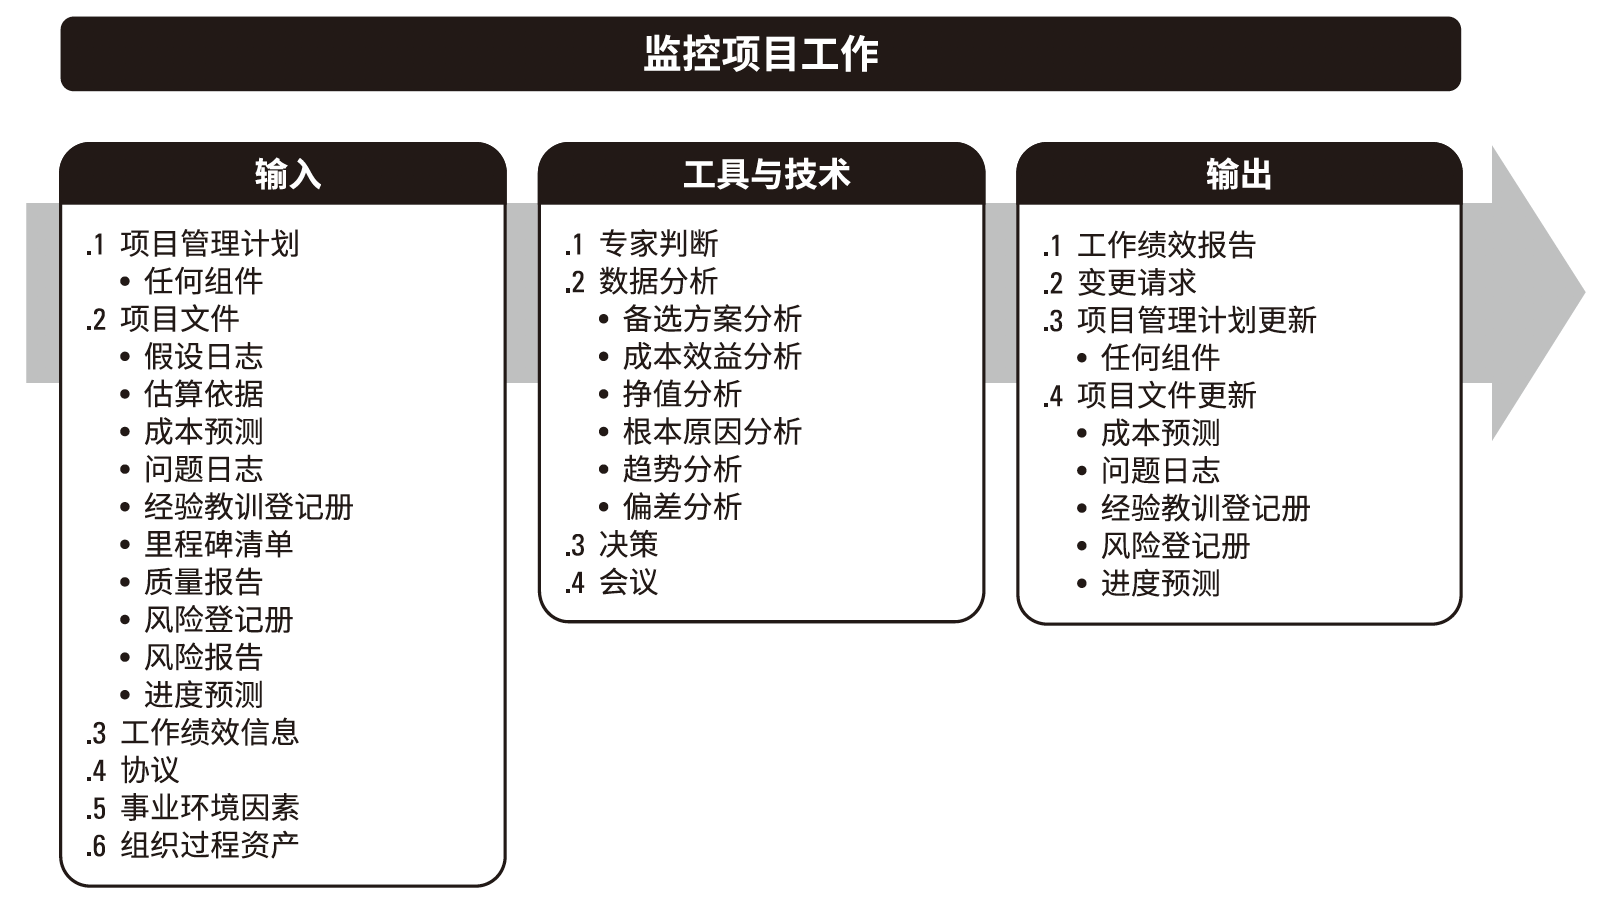 监控项目工作
输入
.1 项目管理计划
• 任何组件
.2 项目文件
• 假设日志
• 估算依据
• 成本预测
• 问题日志
• 经验教训登记册
• 里程碑清单
• 质量报告
• 风险登记册
• 风险报告
• 进度预测
.3 工作绩效信息
.4 协议
.5 事业环境因素
.6 组织过程资产
工具与技术
.1 专家判断
.2 数据分析
• 备选方案分析
• 成本效益分析
• 挣值分析
• 根本原因分析
• 趋势分析
• 偏差分析
.3 决策
.4 会议
输出
.1 工作绩效报告
.2 变更请求
.3 项目管理计划更新
• 任何组件
.4 项目文件更新
• 成本预测
• 问题日志
• 经验教训登记册
• 风险登记册
• 进度预测